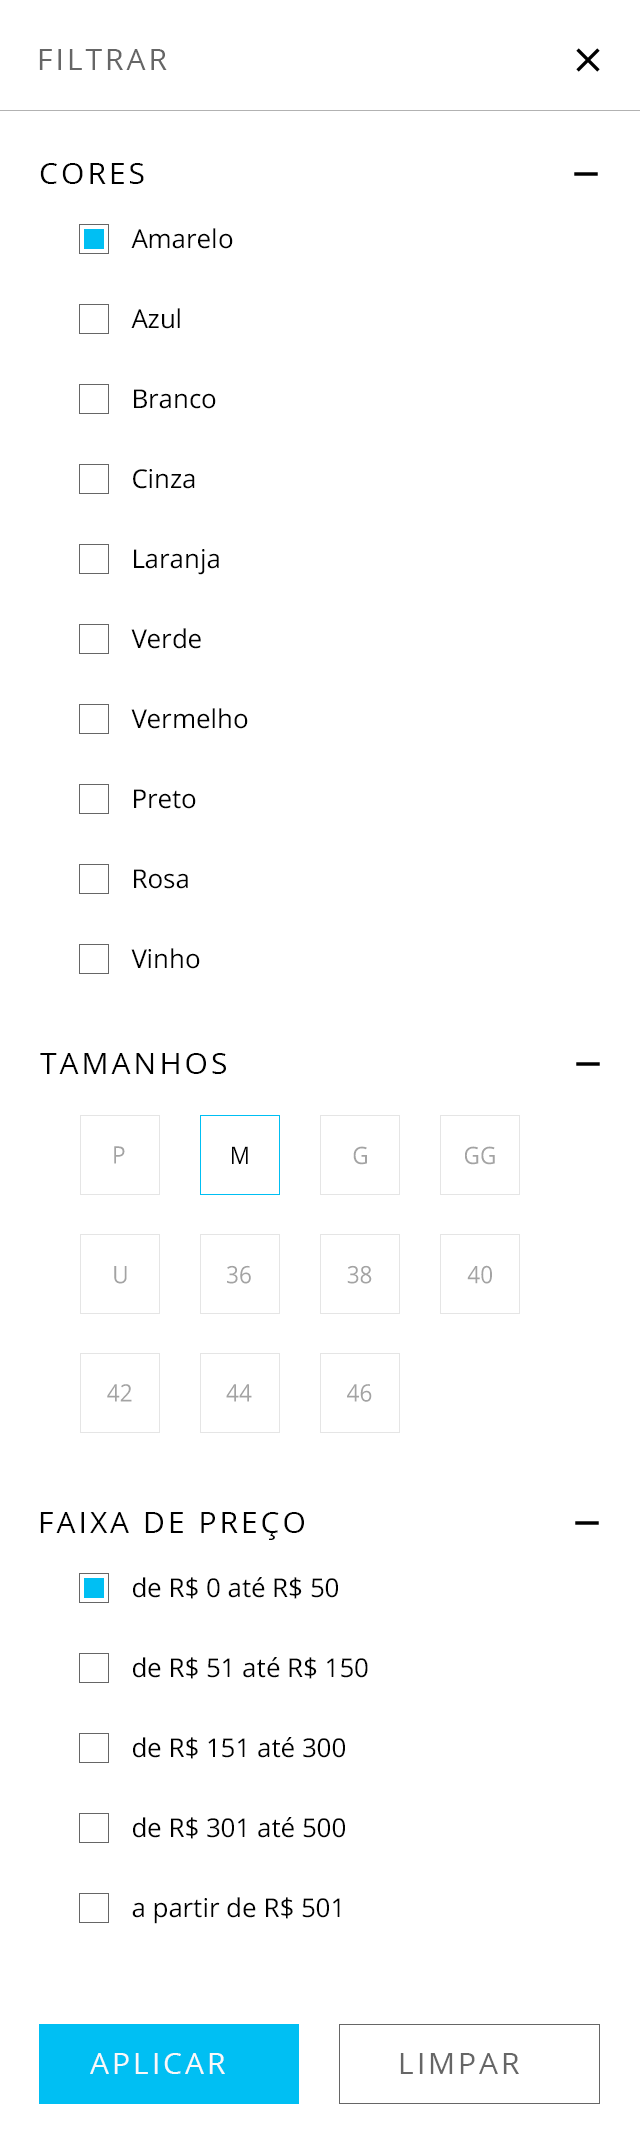 FILTRAR
CORES
Amarelo
Azul
Branco
Cinza
Laranja
Verde
Vermelho
Preto
Rosa
Vinho
TAMANHOS
P M G GG
U 36 38 40
42 44 46
FAIXA DE PREÇO
de R$ 0 até R$ 50
de R$ 51 até R$ 150
de R$ 151 até 300
de R$ 301 até 500
a partir de R$ 501
APLICAR LIMPAR